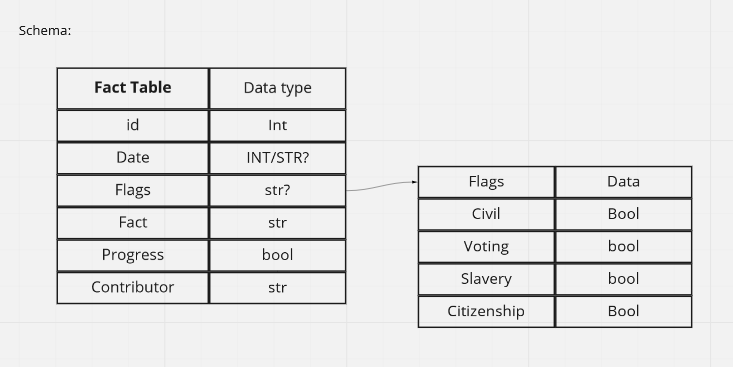 Schema:
Fact Table Data type
id Int
Date INT/STR?
Flags str?
Fact str
Progress bool
Contributor str
Flags Data
Civil Bool
Voting bool
Slavery bool
Citizenship Bool